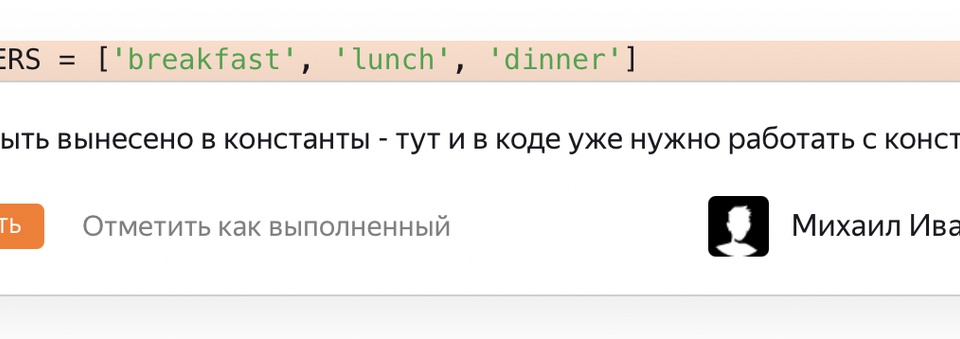 ERS = ['breakfast', 'lunch', 'dinner']
ыть вынесено в константы - тут и в коде уже нужно работать с конст
ть Отметить как выполненный Михаил Ива